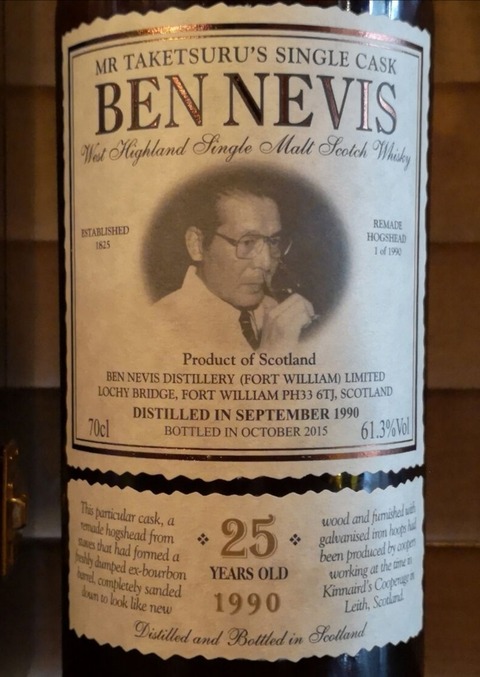 MR TAKETSURU'S SINGLE CASK
BEN NEVIS
West Highland Single Malt Scotch Whisky
ESTABLISHED
1825
REMADE
HOGSHEAD
1 of 1990
Product of Scotland
BEN NEVIS DISTILLERY (FORT WILLIAM) LIMITED
LOCHY BRIDGE, FORT WILLIAM PH33 6TJ, SCOTLAND
DISTILLED IN SEPTEMBER 1990
70cl
BOTTLED IN OCTOBER 2015
61.3%Vol
This particular cask, a
remade hogshead from
staves that had formed a
freshly dumped ex-bourbon
barrel, completely sanded
down to look like new
25
YEARS OLD
1990
wood and furnished with
galvanised iron hoops had
been produced by coopers
working at the time in
Kinnaird's Cooperage in
Leith, Scotland.
Distilled and Bottled in Scotland